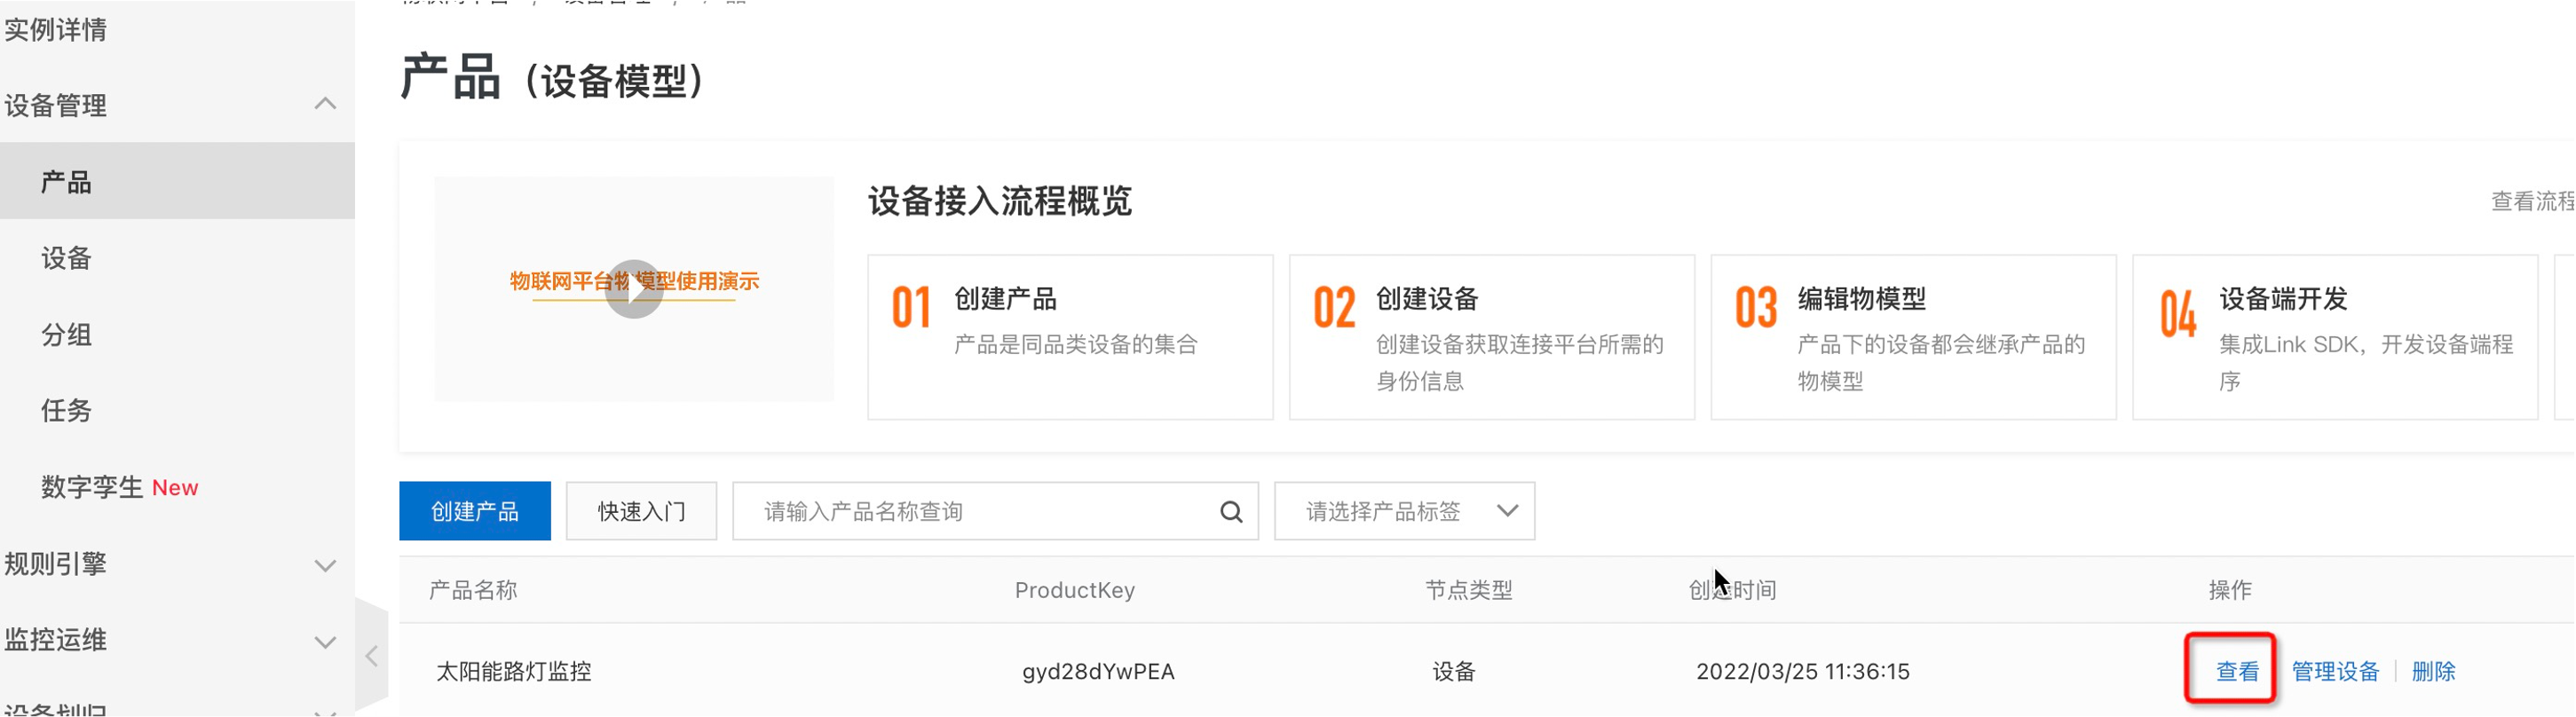 实例详情
设备管理
产品
设备
分组
任务
数字孪生 New
规则引擎
监控运维
设备划归
产品（设备模型）
物联网平台物模型使用演示
设备接入流程概览
查看流程
01 创建产品
产品是同品类设备的集合
02 创建设备
创建设备获取连接平台所需的
身份信息
03 编辑物模型
产品下的设备都会继承产品的
物模型
04 设备端开发
集成Link SDK，开发设备端程
序
创建产品 快速入门 请输入产品名称查询 请选择产品标签
产品名称 ProductKey 节点类型 创建时间 操作
太阳能路灯监控 gyd28dYwPEA 设备 2022/03/25 11:36:15 查看 管理设备 删除